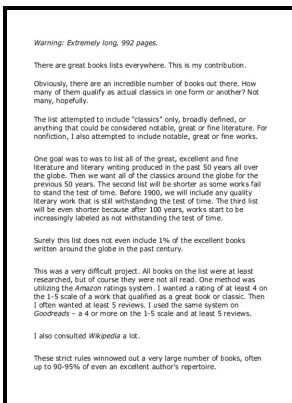 Warning: Extremely long, 992 pages.
There are great books lists everywhere. This is my contribution.
Obviously, there are an incredible number of books out there. How
many of them qualify as actual classics in one form or another? Not
many, hopefully.
The list attempted to include "classics" only, broadly defined, or
anything that could be considered notable, great or fine literature. For
nonfiction, I also attempted to include notable, great or fine works.
One goal was to was to list all of the great, excellent and fine
literature and literary writing produced in the past 50 years all over
the globe. Then we want all of the classics around the globe for the
previous 50 years. The second list will be shorter as some works fail
to stand the test of time. Before 1900, we will include any quality
literary work that is still withstanding the test of time. The third list
will be even shorter because after 100 years, works start to be
increasingly labeled as not withstanding the test of time.
Surely this list does not even include 1% of the excellent books
written around the globe in the past century.
This was a very difficult project. All books on the list were at least
researched, but of course they were not all read. One method was
utilizing the Amazon ratings system. I wanted a rating of at least 4 on
the 1-5 scale of a work that qualified as a great book or classic. Then
I often wanted at least 5 reviews. I used the same system on
Goodreads – a 4 or more on the 1-5 scale and at least 5 reviews.
I also consulted Wikipedia a lot.
These strict rules winnowed out a very large number of books, often
up to 90-95% of even an excellent author's repertoire.